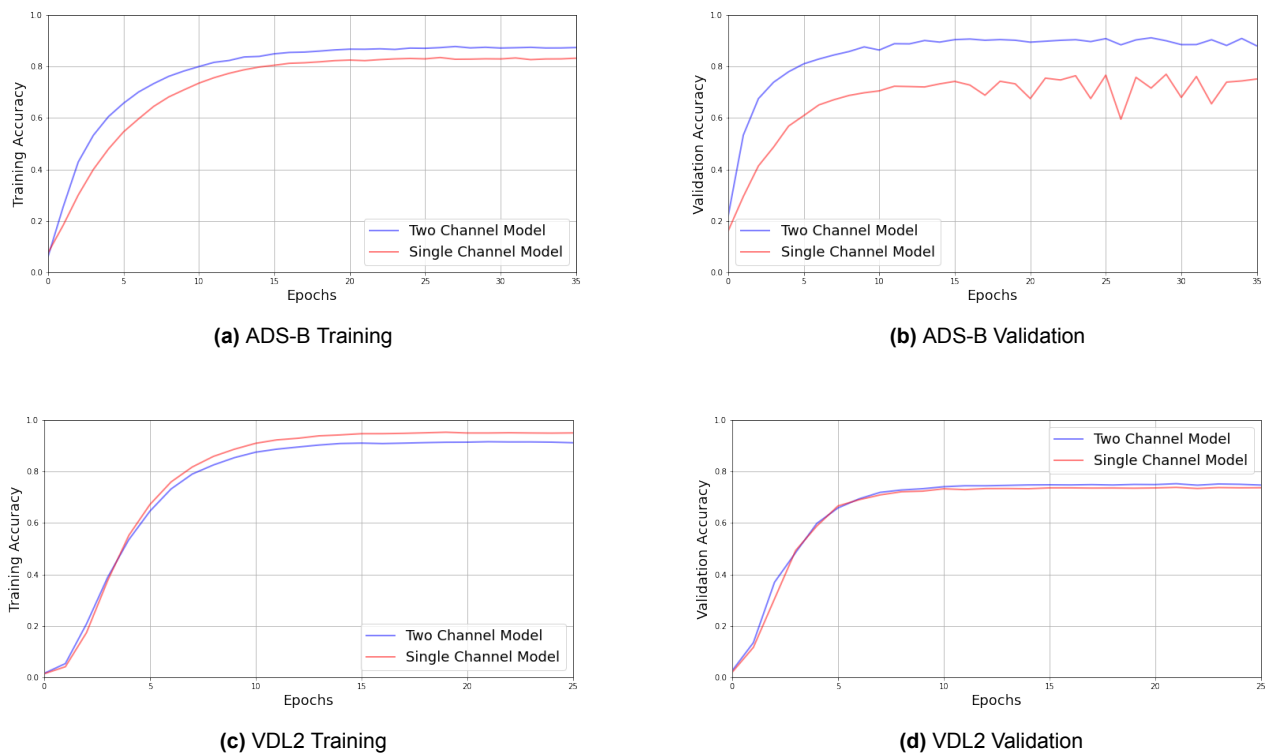 1.0
0.8
0.6
0.4
0.2
0.0
Training Accuracy
Two Channel Model
Single Channel Model
0 5 10 15 20 25 30 35
Epochs
(a) ADS-B Training
1.0
0.8
0.6
0.4
0.2
0.0
Validation Accuracy
Two Channel Model
Single Channel Model
0 5 10 15 20 25 30 35
Epochs
(b) ADS-B Validation
1.0
0.8
0.6
0.4
0.2
0.0
Training Accuracy
Two Channel Model
Single Channel Model
0 5 10 15 20 25
Epochs
(c) VDL2 Training
1.0
0.8
0.6
0.4
0.2
0.0
Validation Accuracy
Two Channel Model
Single Channel Model
0 5 10 15 20 25
Epochs
(d) VDL2 Validation